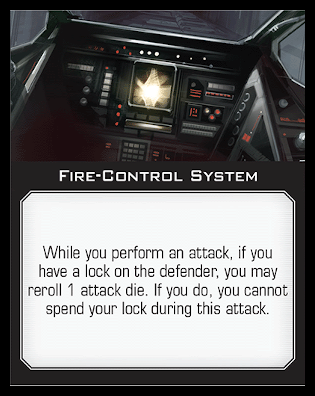 Fire-Control System
While you perform an attack, if you
have a lock on the defender, you may
reroll 1 attack die. If you do, you cannot
spend your lock during this attack.